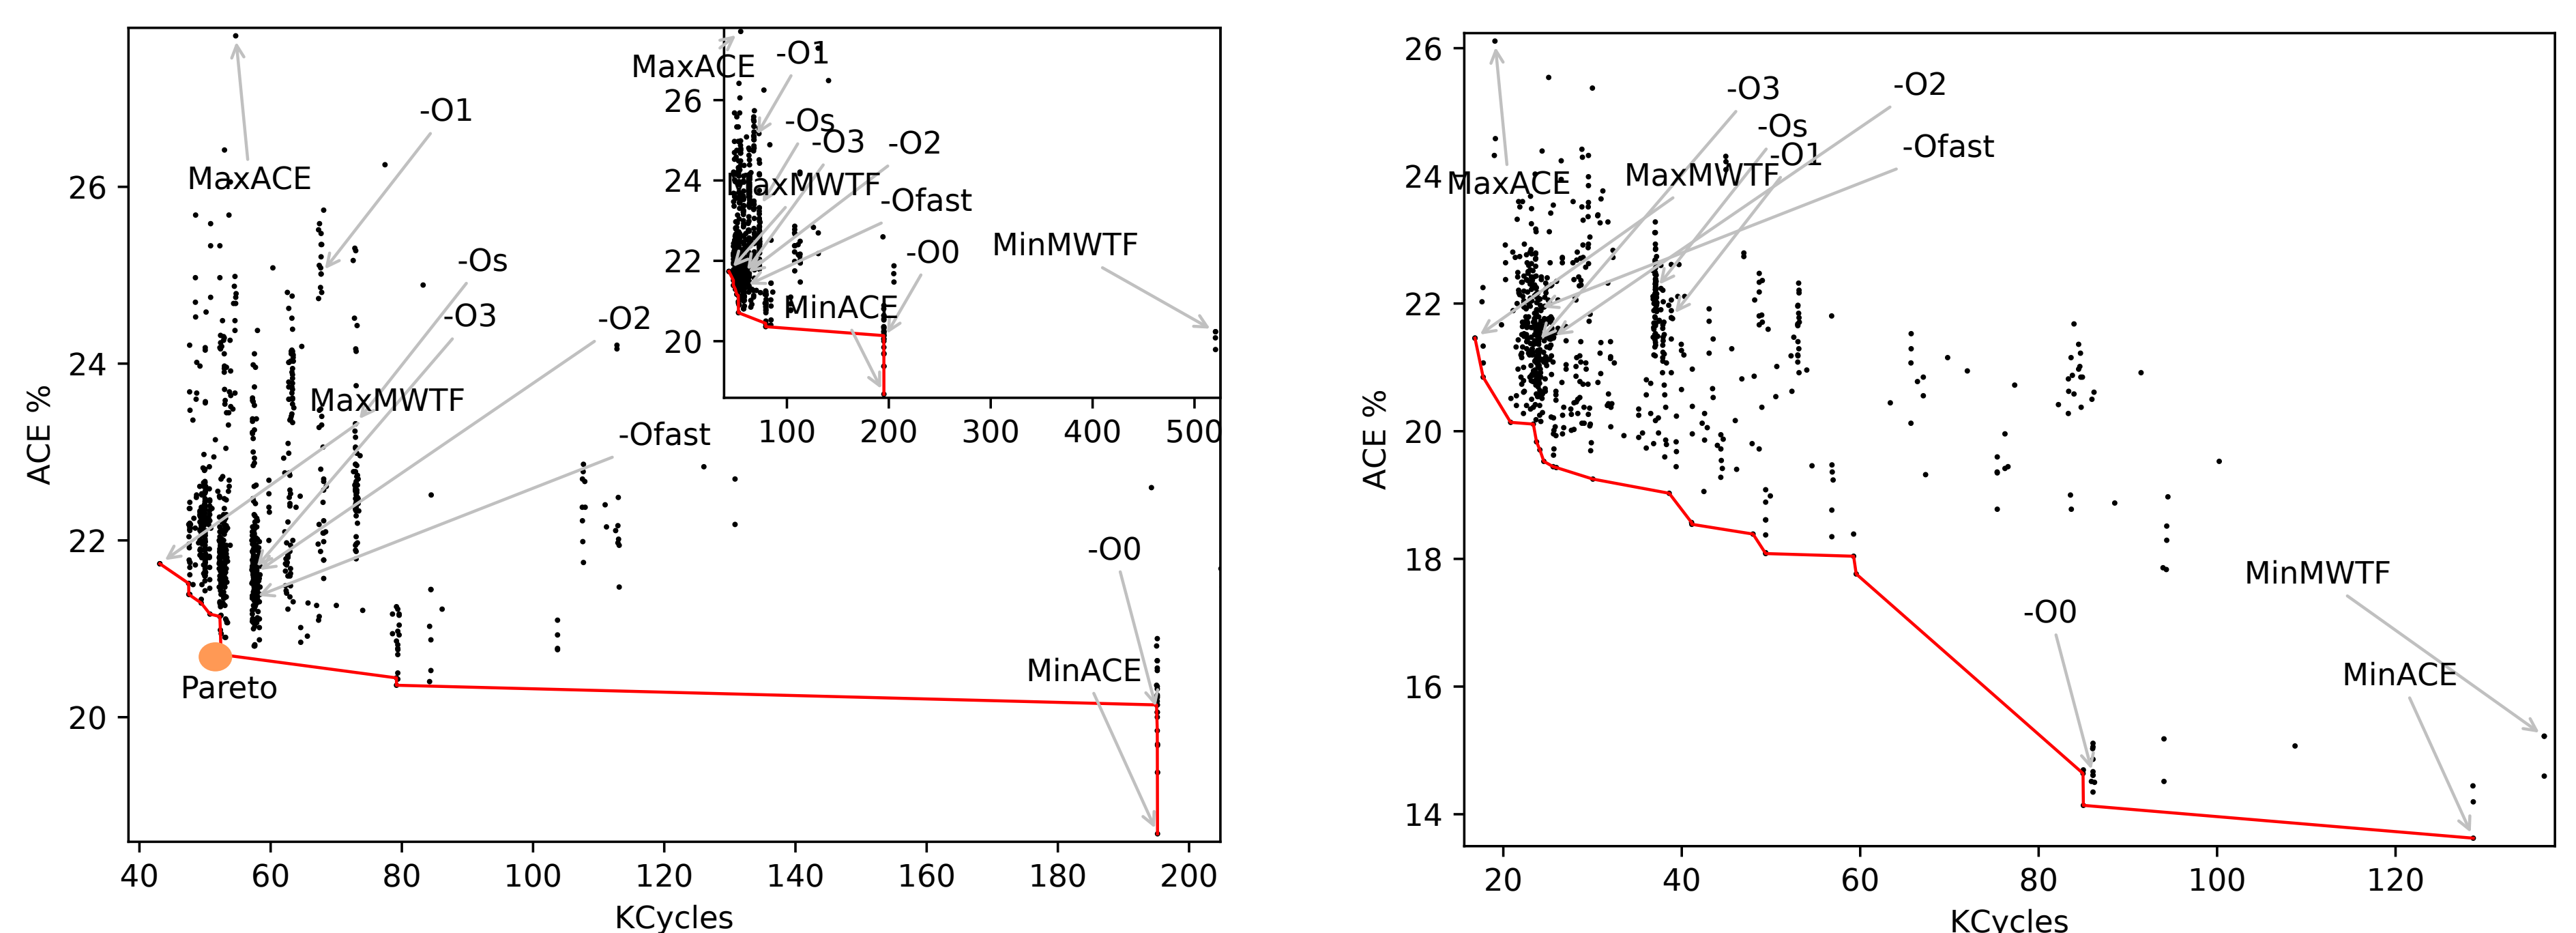 MaxACE
-O1
-Os
-O3
-O2
MaxMWTF
-Ofast
-O0
MinACE
Pareto
26
24
22
20
ACE %
40
60
80
100
120
140
160
180
200
KCycles
MaxACE
-O1
-Os
-O3
-O2
MaxMWTF
-Ofast
-O0
MinMWTF
MinACE
26
24
22
20
100
200
300
400
500
-O3
-O2
-Os
-O1
-Ofast
MaxACE
MaxMWTF
MinMWTF
-O0
MinACE
26
24
22
20
18
16
14
ACE %
20
40
60
80
100
120
KCycles